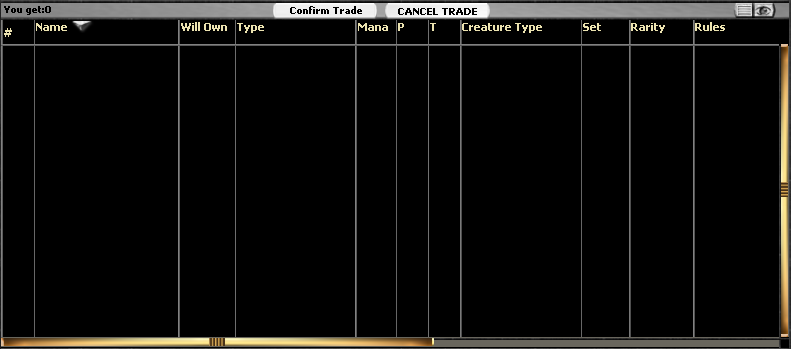 You get:0 Confirm Trade CANCEL TRADE
# Name Will Own Type Mana P T Creature Type Set Rarity Rules